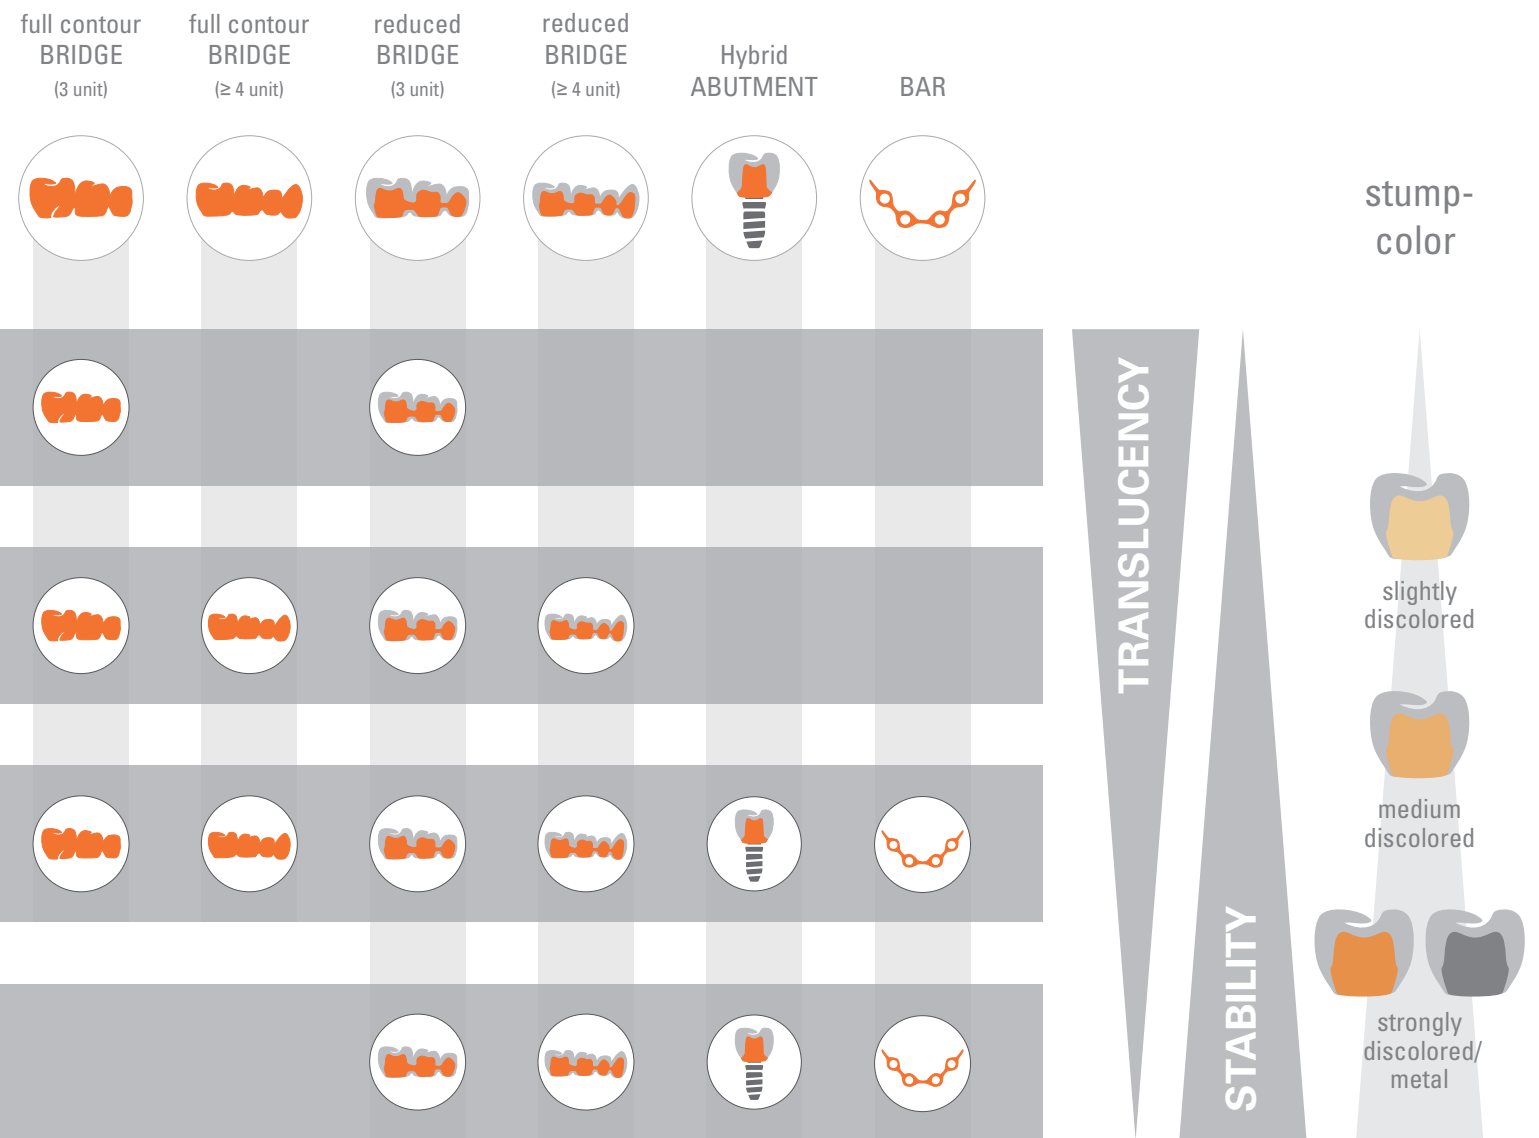 full contour
BRIDGE
(3 unit)
full contour
BRIDGE
(≥ 4 unit)
reduced
BRIDGE
(3 unit)
reduced
BRIDGE
(≥ 4 unit)
Hybrid
ABUTMENT
BAR
stump-
color
TRANSLUCENCY
STABILITY
slightly
discolored
medium
discolored
strongly
discolored/
metal